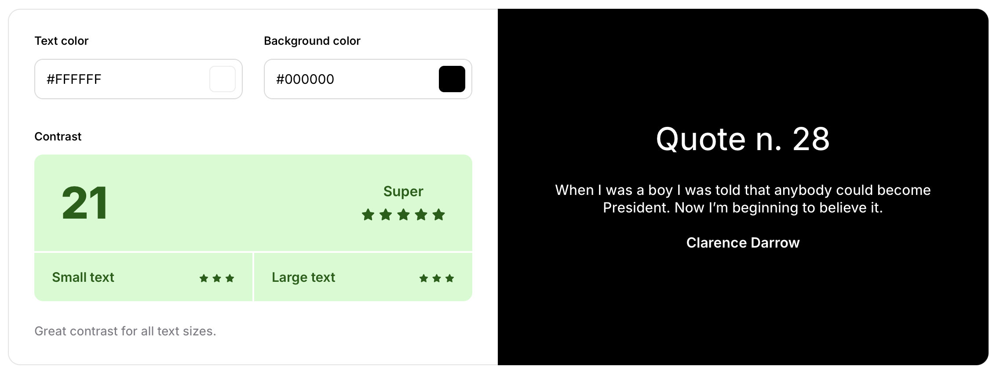 Text color
Background color
#FFFFFF
#000000
Contrast
21
Super
Small text
Large text
Great contrast for all text sizes.
Quote n. 28
When I was a boy I was told that anybody could become
President. Now I’m beginning to believe it.
Clarence Darrow